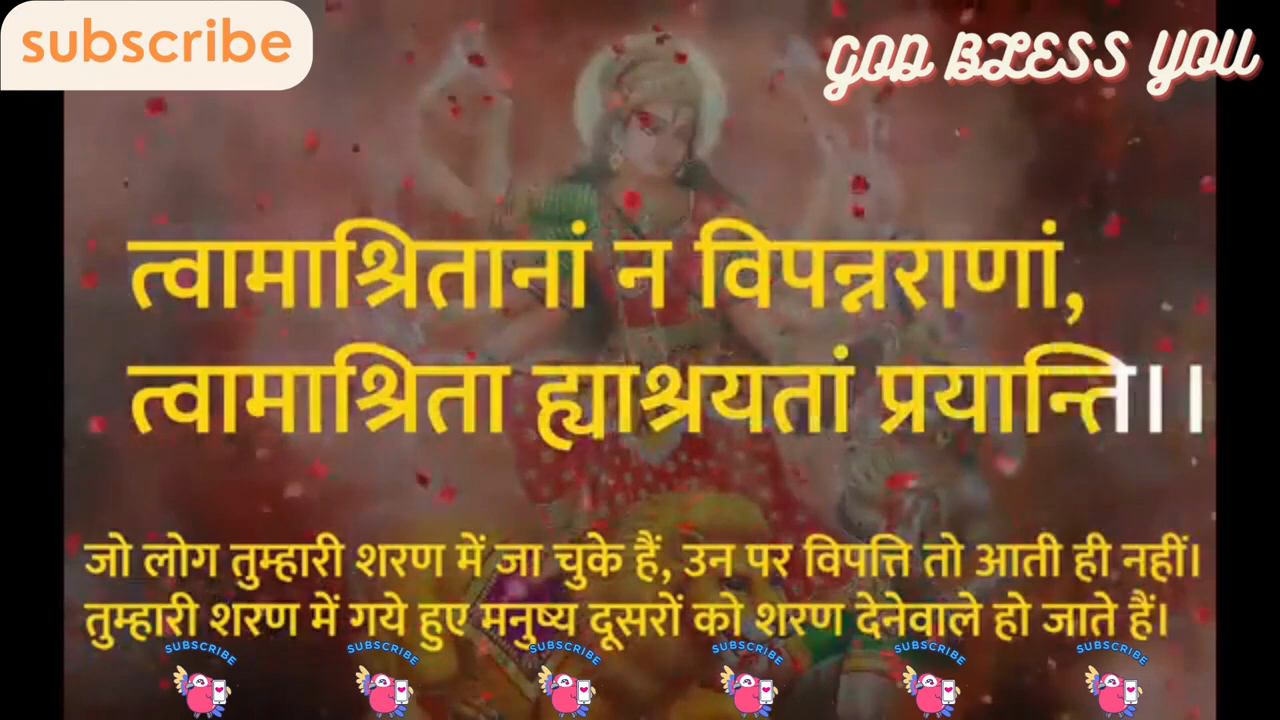 subscribe
GOD BLESS YOU
त्वामाश्रितानां न विपन्नराणां,
त्वामाश्रिता ह्याश्रयतां प्रयान्ति।।
जो लोग तुम्हारी शरण में जा चुके हैं, उन पर विपत्ति तो आती ही नहीं।
तुम्हारी शरण में गये हुए मनुष्य दूसरों को शरण देनेवाले हो जाते हैं।
SUBSCRIBE SUBSCRIBE SUBSCRIBE SUBSCRIBE SUBSCRIBE SUBSCRIBE